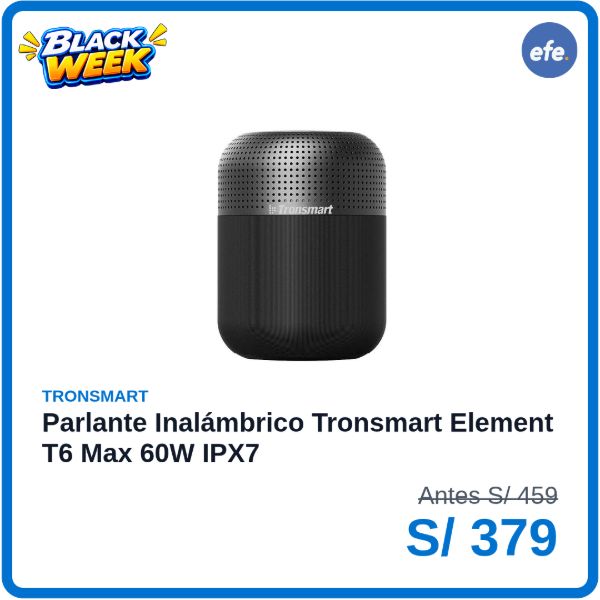 BLACK
WEEK
efe.
Tronsmart
TRONSMART
Parlante Inalámbrico Tronsmart Element
T6 Max 60W IPX7
Antes S/ 459
S/ 379